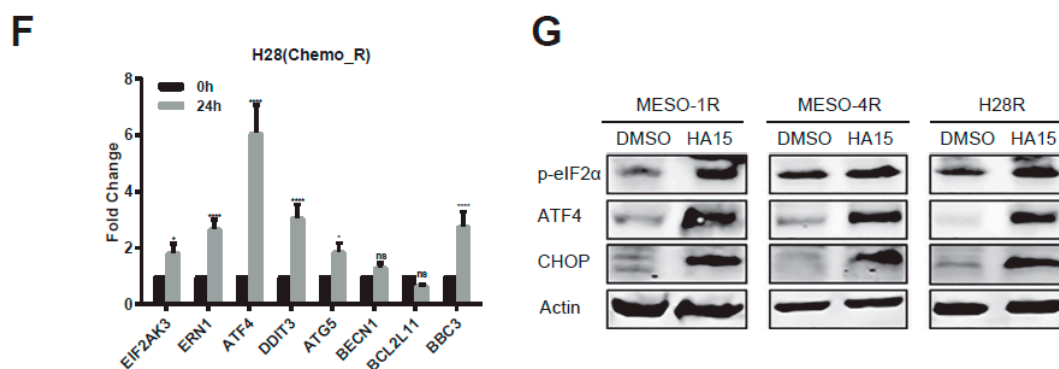 F
H28(Chemo_R)
0h
24h
Fold Change
8
6
4
2
0
*
****
****
****
*
ns
ns
****
EIF2AK3
ERN1
ATF4
DDIT3
ATG5
BECN1
BCL2L11
BBC3
G
MESO-1R MESO-4R H28R
DMSO HA15 DMSO HA15 DMSO HA15
p-eIF2α
ATF4
CHOP
Actin